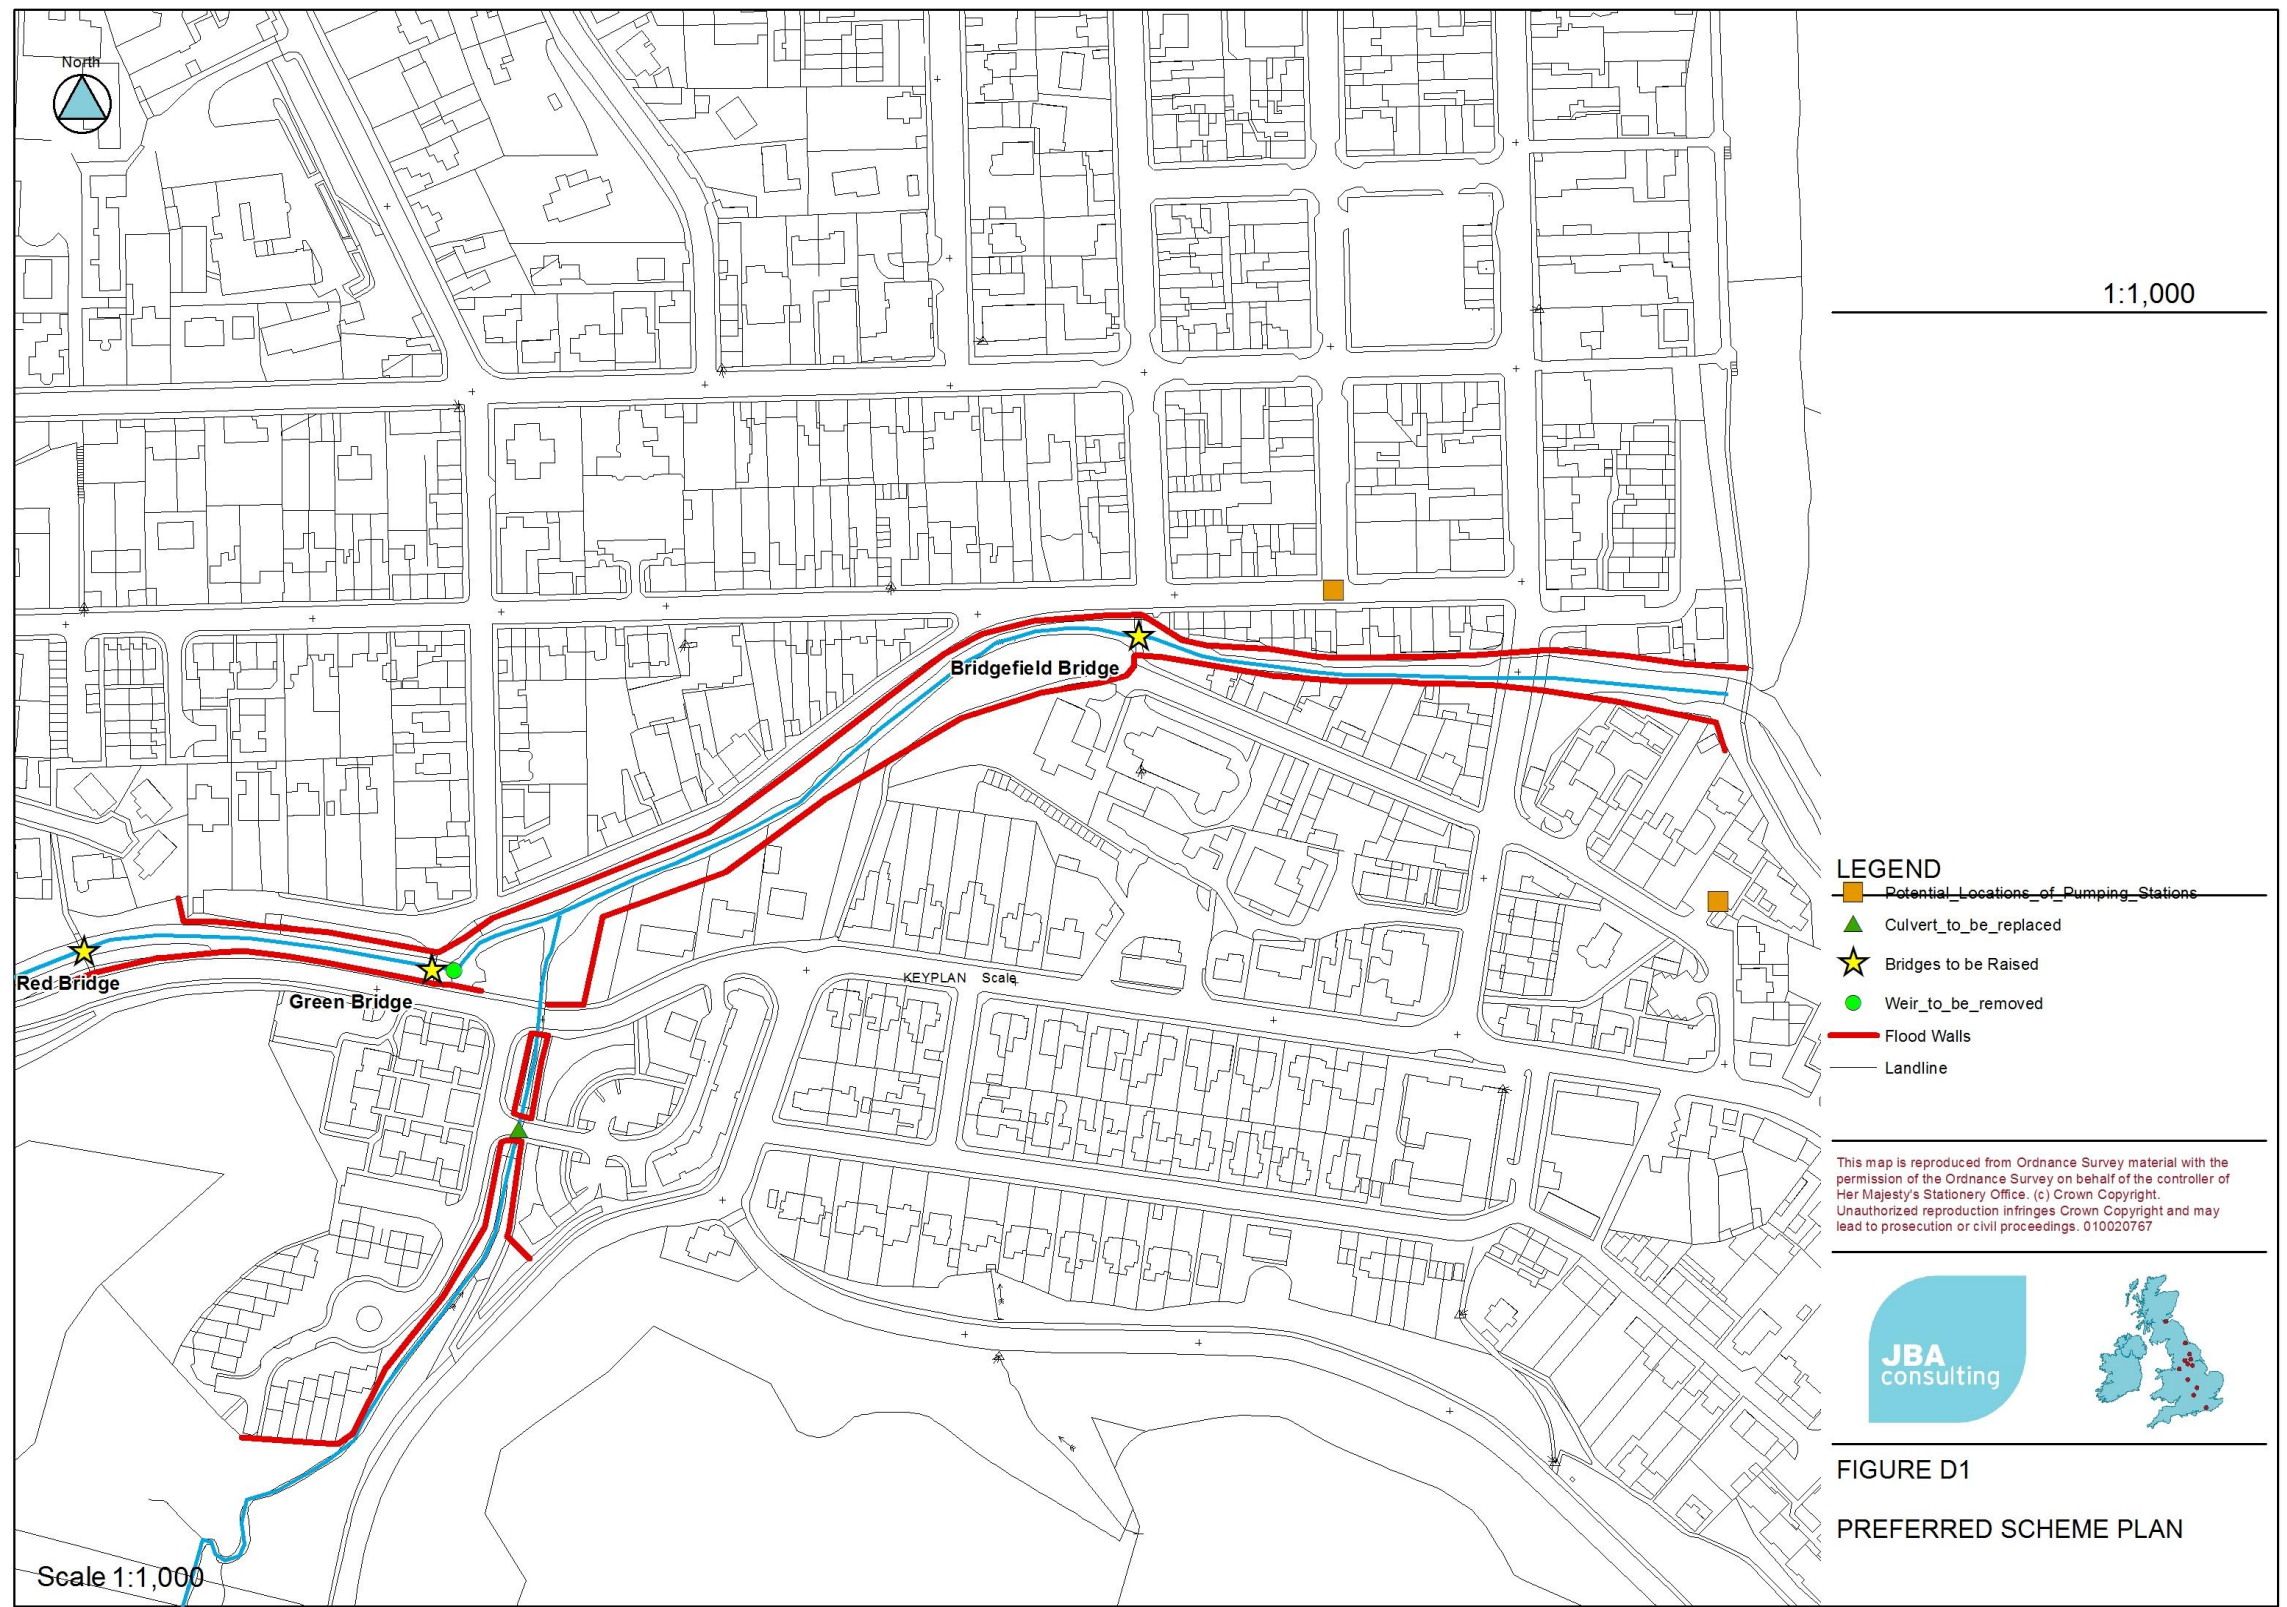 North
1:1,000
Bridgefield Bridge
Red Bridge
Green Bridge
KEYPLAN Scale
Scale 1:1,000
LEGEND
Potential_Locations_of_Pumping_Stations
Culvert_to_be_replaced
Bridges to be Raised
Weir_to_be_removed
Flood Walls
Landline
This map is reproduced from Ordnance Survey material with the
permission of the Ordnance Survey on behalf of the controller of
Her Majesty's Stationery Office. (c) Crown Copyright.
Unauthorized reproduction infringes Crown Copyright and may
lead to prosecution or civil proceedings. 010020767
JBA
consulting
FIGURE D1
PREFERRED SCHEME PLAN